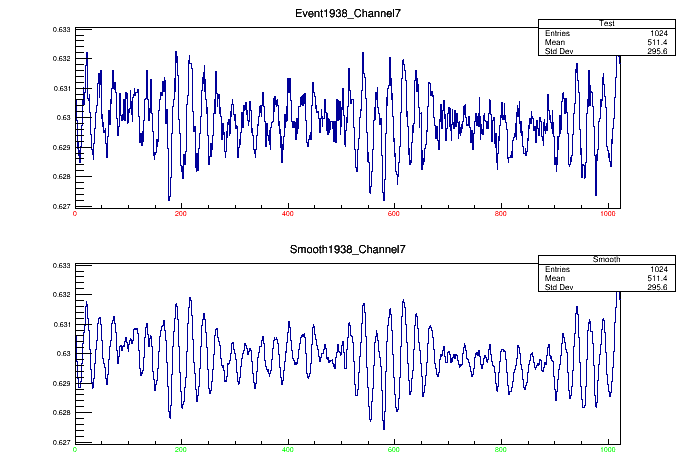 Event1938_Channel7
Test
Entries 1024
Mean 511.4
Std Dev 295.6
0.633
0.632
0.631
0.63
0.629
0.628
0.627
0 200 400 600 800 1000
Smooth1938_Channel7
Smooth
Entries 1024
Mean 511.4
Std Dev 295.6
0.633
0.632
0.631
0.63
0.629
0.628
0.627
0 200 400 600 800 1000